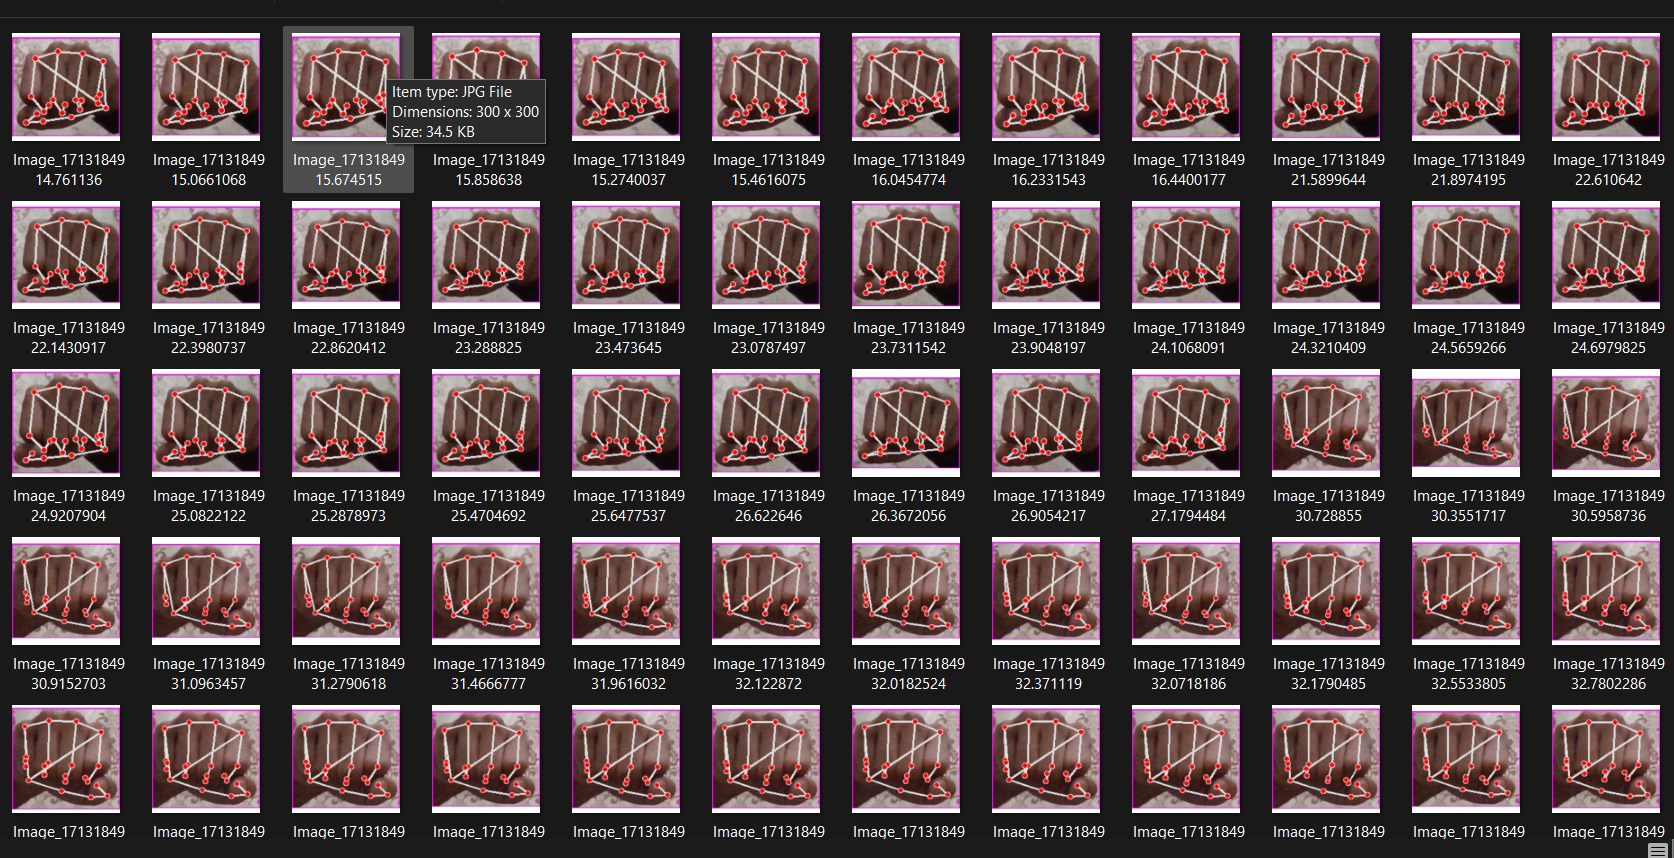 Item type: JPG File
Dimensions: 300 x 300
Size: 34.5 KB
Image_17131849 Image_17131849 Image_17131849 Image_17131849 Image_17131849 Image_17131849 Image_17131849 Image_17131849 Image_17131849 Image_17131849 Image_17131849 Image_17131849
14.761136 15.0661068 15.674515 15.858638 15.2740037 15.4616075 16.0454774 16.2331543 16.4400177 21.5899644 21.8974195 22.610642
Image_17131849 Image_17131849 Image_17131849 Image_17131849 Image_17131849 Image_17131849 Image_17131849 Image_17131849 Image_17131849 Image_17131849 Image_17131849 Image_17131849
22.1430917 22.3980737 22.8620412 23.288825 23.473645 23.0787497 23.7311542 23.9048197 24.1068091 24.3210409 24.5659266 24.6979825
Image_17131849 Image_17131849 Image_17131849 Image_17131849 Image_17131849 Image_17131849 Image_17131849 Image_17131849 Image_17131849 Image_17131849 Image_17131849 Image_17131849
24.9207904 25.0822122 25.2878973 25.4704692 25.6477537 26.622646 26.3672056 26.9054217 27.1794484 30.728855 30.3551717 30.5958736
Image_17131849 Image_17131849 Image_17131849 Image_17131849 Image_17131849 Image_17131849 Image_17131849 Image_17131849 Image_17131849 Image_17131849 Image_17131849 Image_17131849
30.9152703 31.0963457 31.2790618 31.4666777 31.9616032 32.122872 32.0182524 32.371119 32.0718186 32.1790485 32.5533805 32.7802286
Image_17131849 Image_17131849 Image_17131849 Image_17131849 Image_17131849 Image_17131849 Image_17131849 Image_17131849 Image_17131849 Image_17131849 Image_17131849 Image_17131849